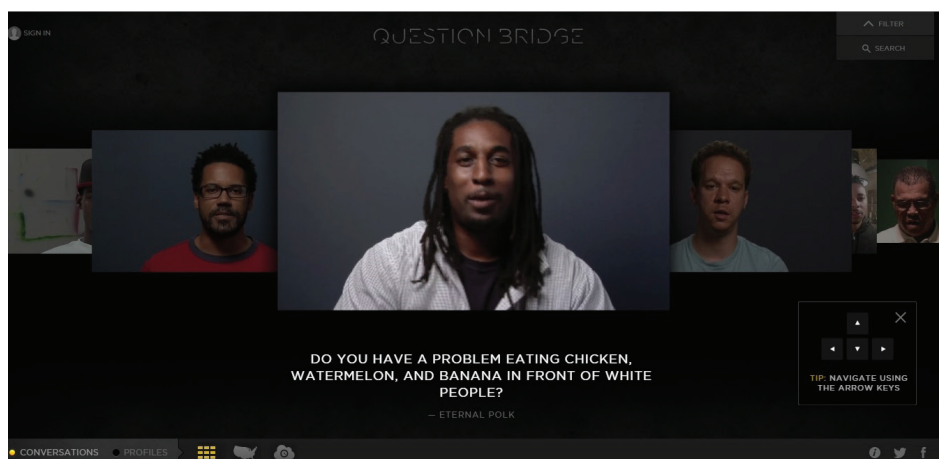 SIGN IN
QUESTION BRIDGE
FILTER
SEARCH
DO YOU HAVE A PROBLEM EATING CHICKEN,
WATERMELON, AND BANANA IN FRONT OF WHITE
PEOPLE?
— ETERNAL POLK
TIP: NAVIGATE USING
THE ARROW KEYS
CONVERSATIONS
PROFILES